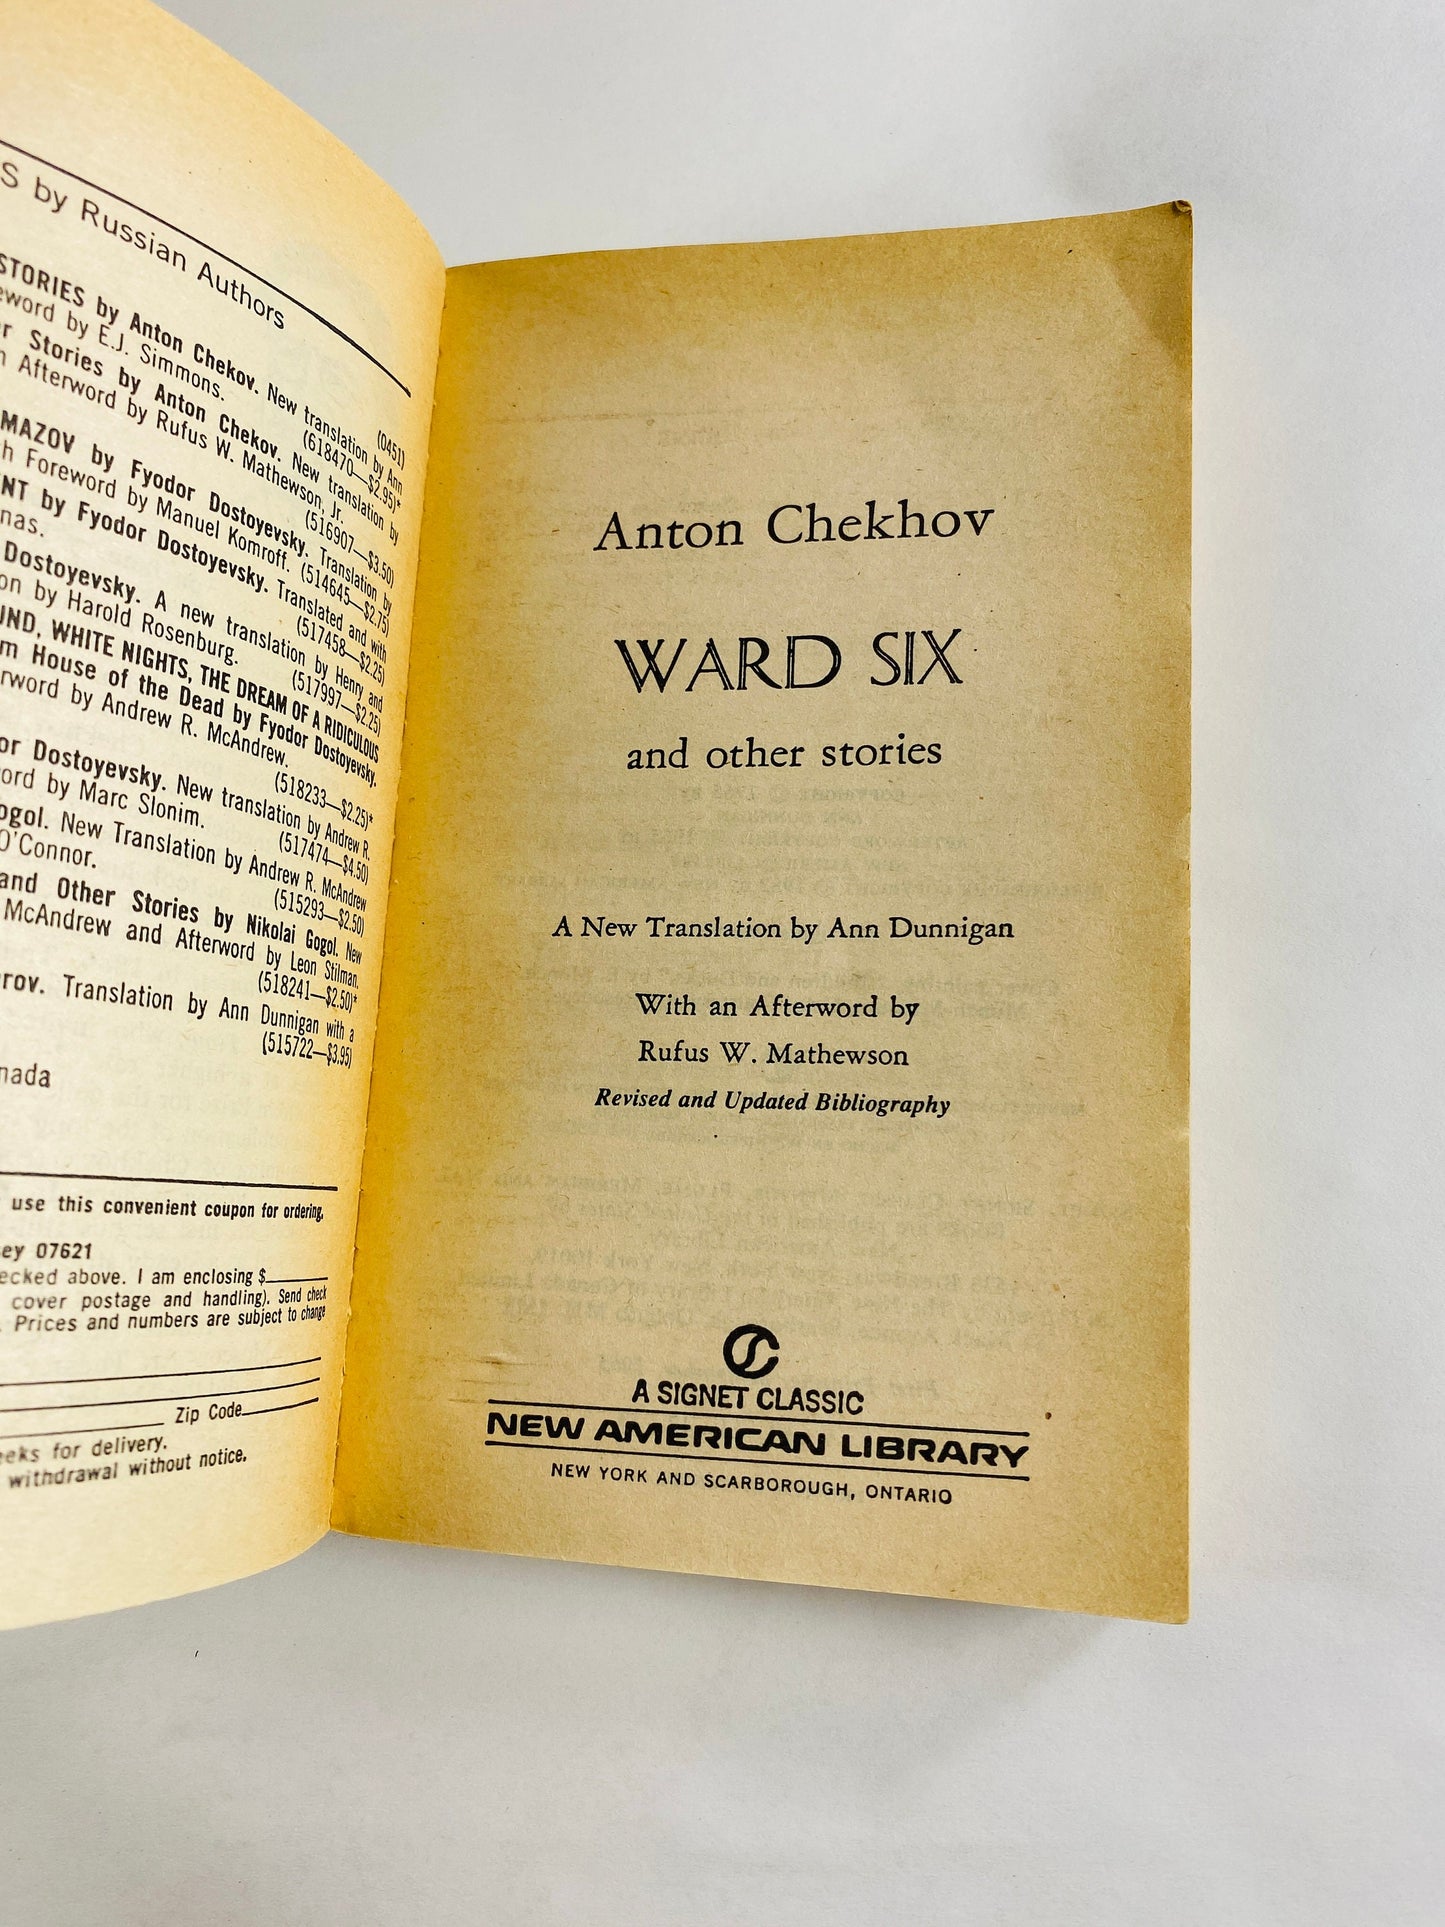 S by Russian Authors
STORIES by Anton Chekov. New translation by Ann
E.J. Simmons. (0451)
(618470—$2.95)*
Stories by Anton Chekov. New translation by
Afterword by Rufus W. Mathewson, Jr.
(516907—$3.50)
MAZOV by Fyodor Dostoyevsky. Translation by
Foreword by Manuel Komroff. (514645—$2.75)
NT by Fyodor Dostoyevsky. Translated and with
nas. (517458—$2.25)
Dostoyevsky. A new translation by Henry and
on by Harold Rosenburg. (517997—$2.25)
UND, WHITE NIGHTS, THE DREAM OF A RIDICULOUS
m House of the Dead by Fyodor Dostoyevsky.
rword by Andrew R. McAndrew.
(518233—$2.25)*
or Dostoyevsky. New translation by Andrew R.
ord by Marc Slonim. (517474—$4.50)
ogol. New Translation by Andrew R. McAndrew
O'Connor. (515293—$2.50)
and Other Stories by Nikolai Gogol. New
McAndrew and Afterword by Leon Stilman.
(518241—$2.50)*
rov. Translation by Ann Dunnigan with a
(515722—$3.95)
nada
use this convenient coupon for ordering.
ey 07621
ecked above. I am enclosing $
cover postage and handling). Send check
. Prices and numbers are subject to change
Zip Code
eeks for delivery.
withdrawal without notice.
Anton Chekhov
WARD SIX
and other stories
A New Translation by Ann Dunnigan
With an Afterword by
Rufus W. Mathewson
Revised and Updated Bibliography
A SIGNET CLASSIC
NEW AMERICAN LIBRARY
NEW YORK AND SCARBOROUGH, ONTARIO